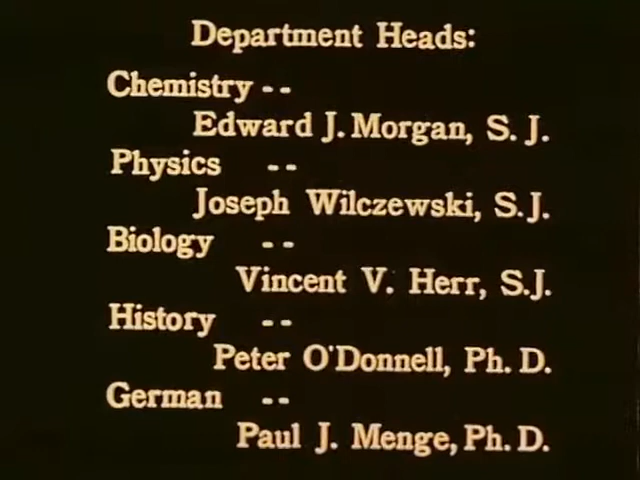 Department Heads:
Chemistry --
Edward J. Morgan, S. J.
Physics --
Joseph Wilczewski, S.J.
Biology --
Vincent V. Herr, S.J.
History --
Peter O'Donnell, Ph. D.
German --
Paul J. Menge, Ph. D.